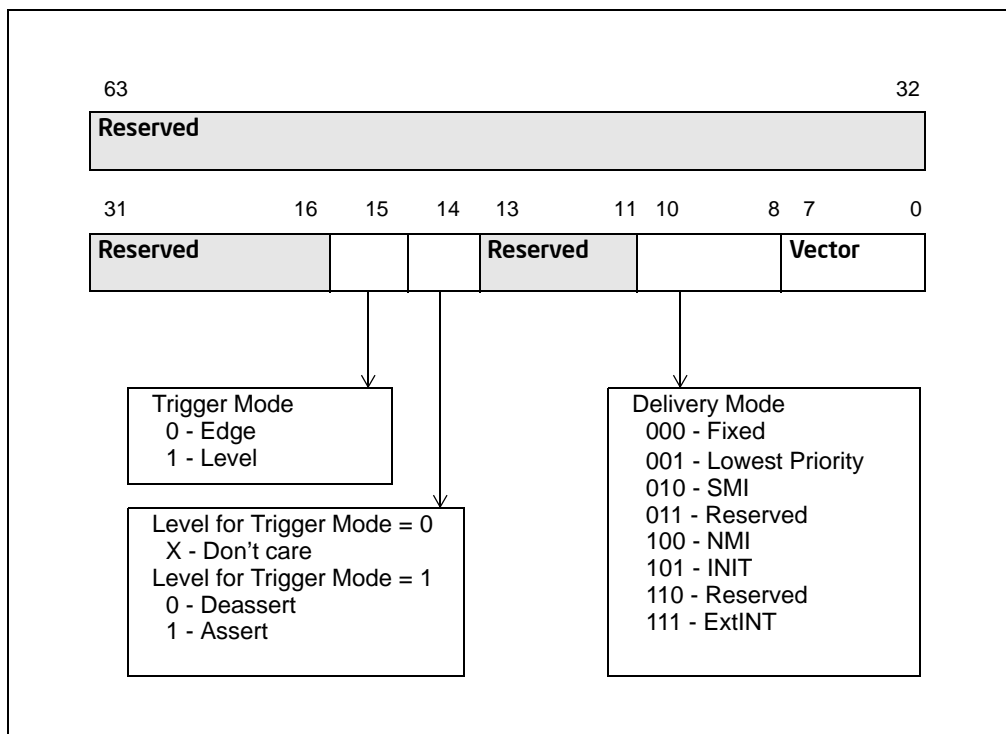 63 32
Reserved
31 16 15 14 13 11 10 8 7 0
Reserved Reserved Vector
Trigger Mode
0 - Edge
1 - Level
Level for Trigger Mode = 0
X - Don't care
Level for Trigger Mode = 1
0 - Deassert
1 - Assert
Delivery Mode
000 - Fixed
001 - Lowest Priority
010 - SMI
011 - Reserved
100 - NMI
101 - INIT
110 - Reserved
111 - ExtINT